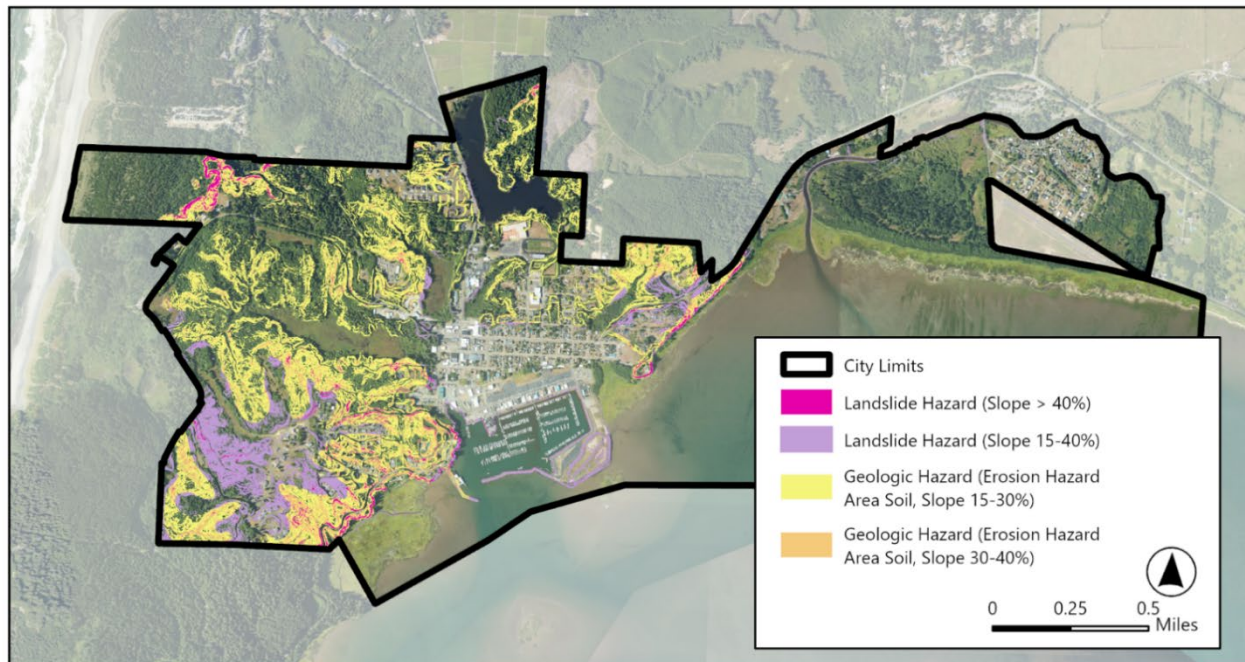 City Limits
Landslide Hazard (Slope > 40%)
Landslide Hazard (Slope 15-40%)
Geologic Hazard (Erosion Hazard
Area Soil, Slope 15-30%)
Geologic Hazard (Erosion Hazard
Area Soil, Slope 30-40%)
0 0.25 0.5
Miles